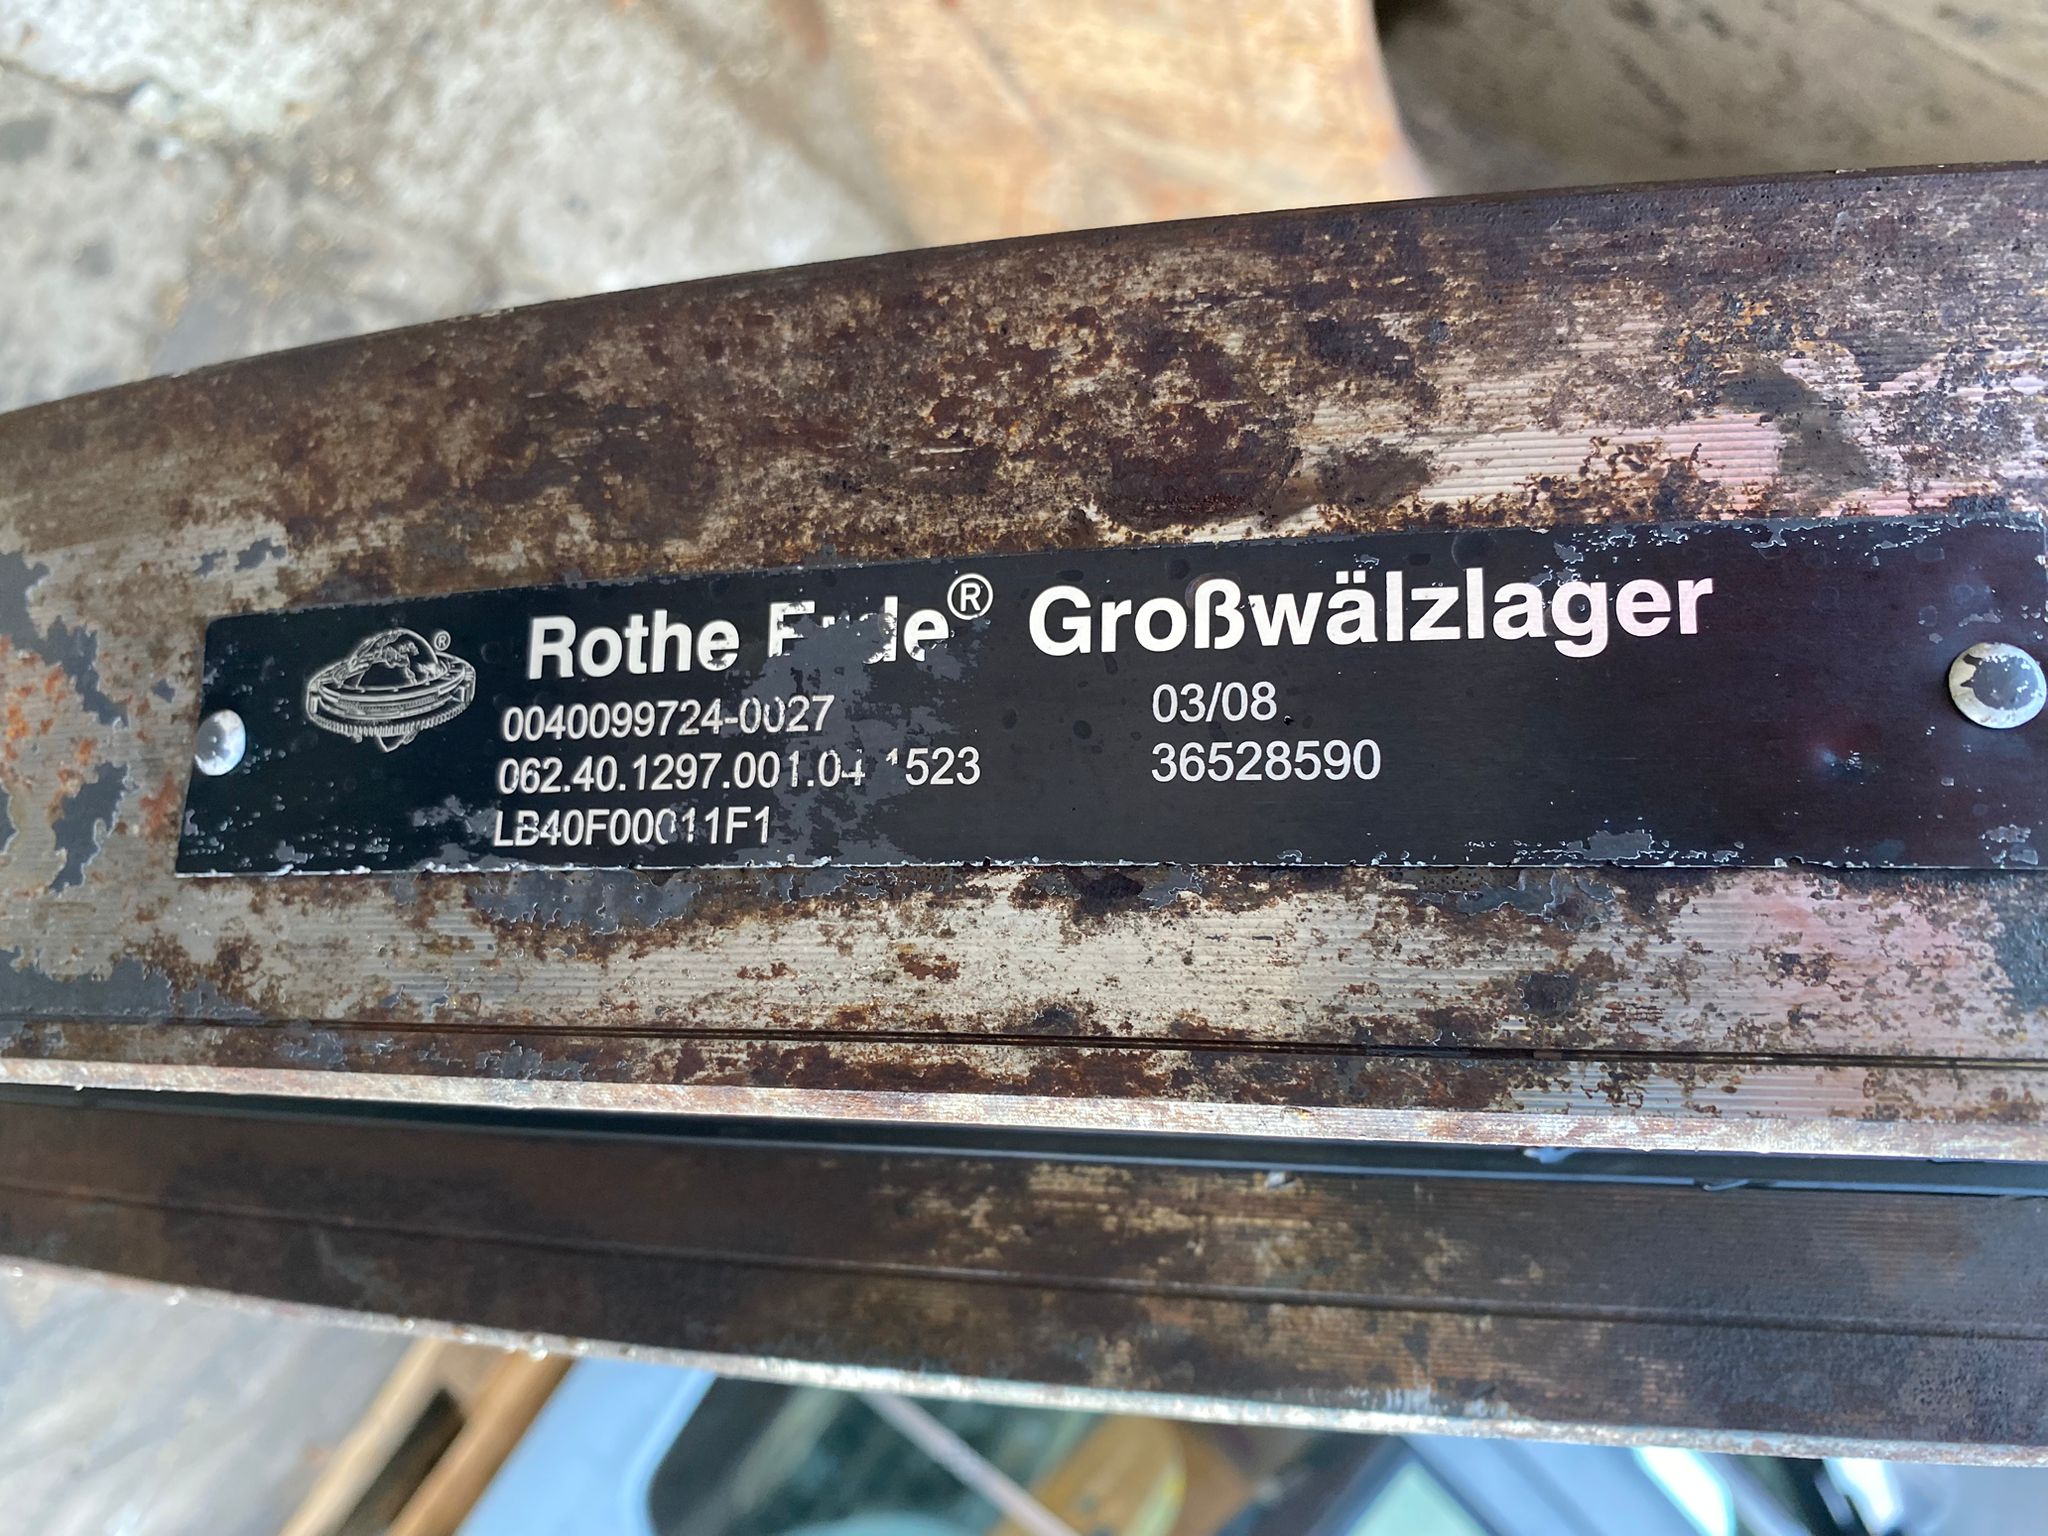 Rothe Erde® Großwälzlager
0040099724-0027 03/08
062.40.1297.001.04 1523 36528590
LB40F00011F1